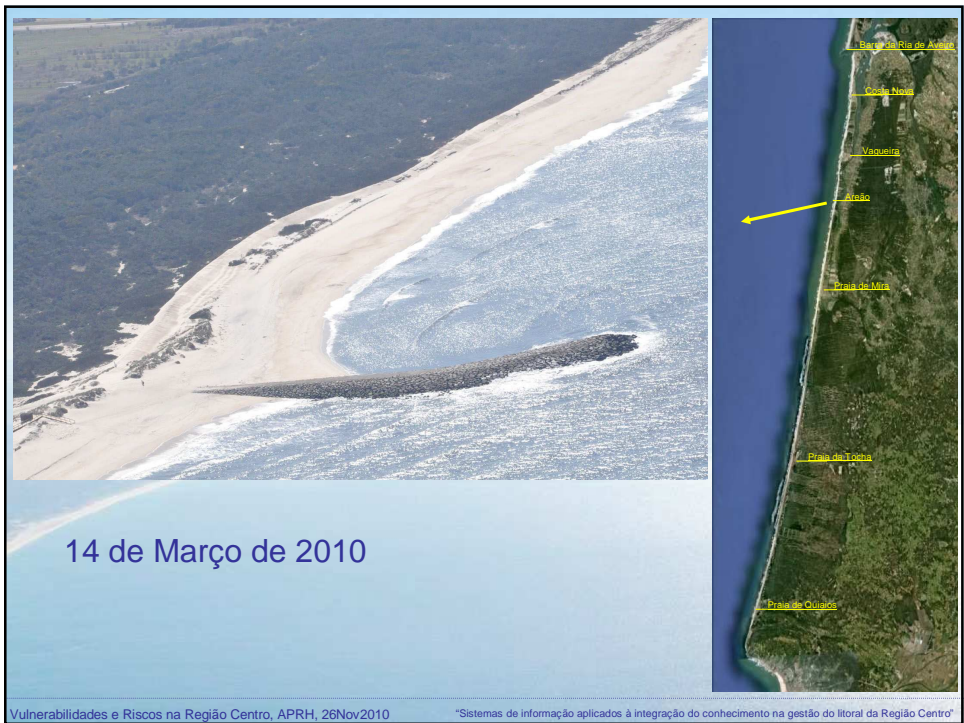 Barra da Ria de Aveiro
Costa Nova
Vagueira
Areão
Praia de Mira
Praia da Tocha
Praia de Quiaios
14 de Março de 2010
Vulnerabilidades e Riscos na Região Centro, APRH, 26Nov2010
"Sistemas de informação aplicados à integração do conhecimento na gestão do litoral da Região Centro"